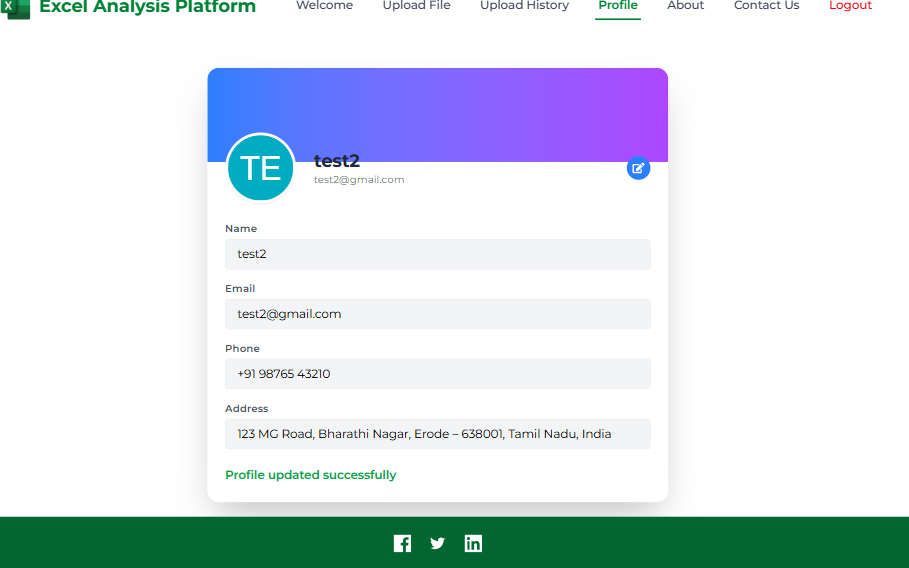 X Excel Analysis Platform Welcome Upload File Upload History Profile About Contact Us Logout
TE
test2
test2@gmail.com
Name
test2
Email
test2@gmail.com
Phone
+91 98765 43210
Address
123 MG Road, Bharathi Nagar, Erode – 638001, Tamil Nadu, India
Profile updated successfully